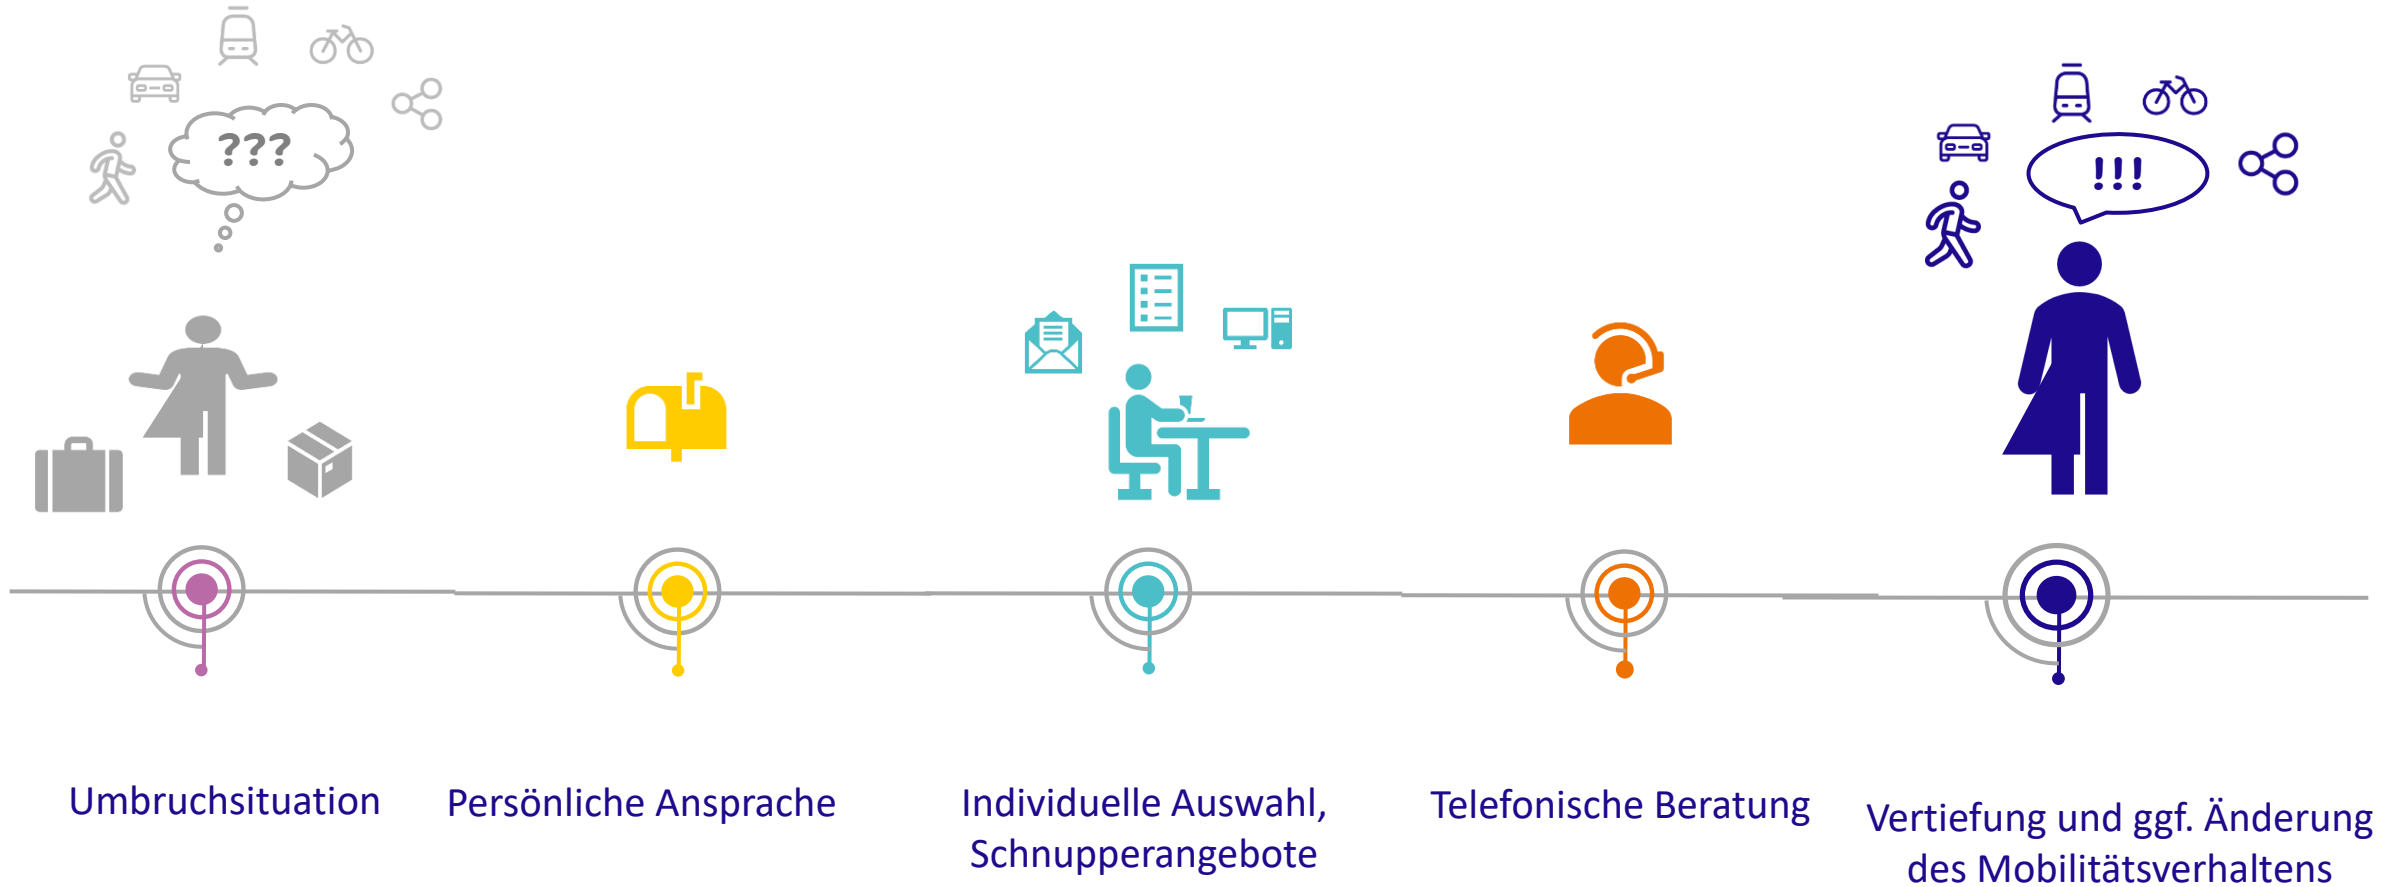 ???
!!!
Umbruchsituation
Persönliche Ansprache
Individuelle Auswahl,
Schnupperangebote
Telefonische Beratung
Vertiefung und ggf. Änderung
des Mobilitätsverhaltens